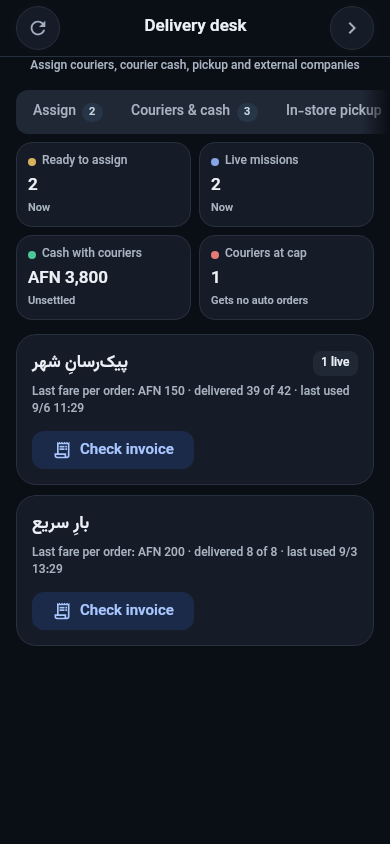 Delivery desk
Assign couriers, courier cash, pickup and external companies
Assign 2 Couriers & cash 3 In-store pickup
Ready to assign
2
Now
Live missions
2
Now
Cash with couriers
AFN 3,800
Unsettled
Couriers at cap
1
Gets no auto orders
پیک‌رسانِ شهر
1 live
Last fare per order: AFN 150 · delivered 39 of 42 · last used
9/6 11:29
Check invoice
بارِ سریع
Last fare per order: AFN 200 · delivered 8 of 8 · last used 9/3
13:29
Check invoice